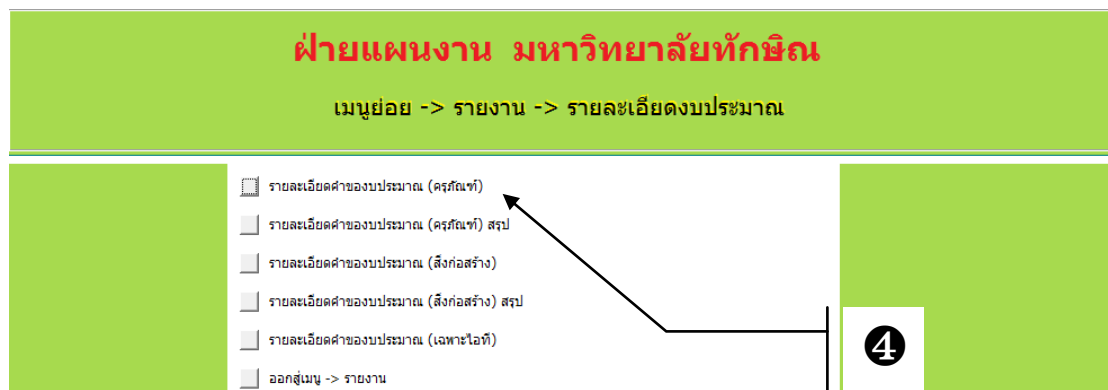 ฝ่ายแผนงาน มหาวิทยาลัยทักษิณ
เมนูย่อย -> รายงาน -> รายละเอียดงบประมาณ
รายละเอียดคำของบประมาณ (ครุภัณฑ์)
รายละเอียดคำของบประมาณ (ครุภัณฑ์) สรุป
รายละเอียดคำของบประมาณ (สิ่งก่อสร้าง)
รายละเอียดคำของบประมาณ (สิ่งก่อสร้าง) สรุป
รายละเอียดคำของบประมาณ (เฉพาะไอที)
❹
ออกสู่เมนู -> รายงาน